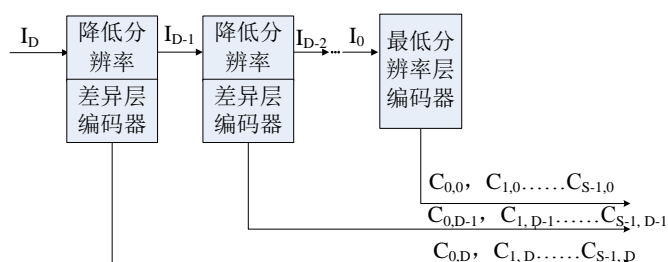 I_D
降低分
辨率
差异层
编码器
I_{D-1}
降低分
辨率
差异层
编码器
I_{D-2}
...
I_0
最低分
辨率层
编码器
C_{0,0}，C_{1,0}……C_{S-1,0}
C_{0,D-1}，C_{1, D-1}……C_{S-1, D-1}
C_{0,D}，C_{1, D}……C_{S-1, D}